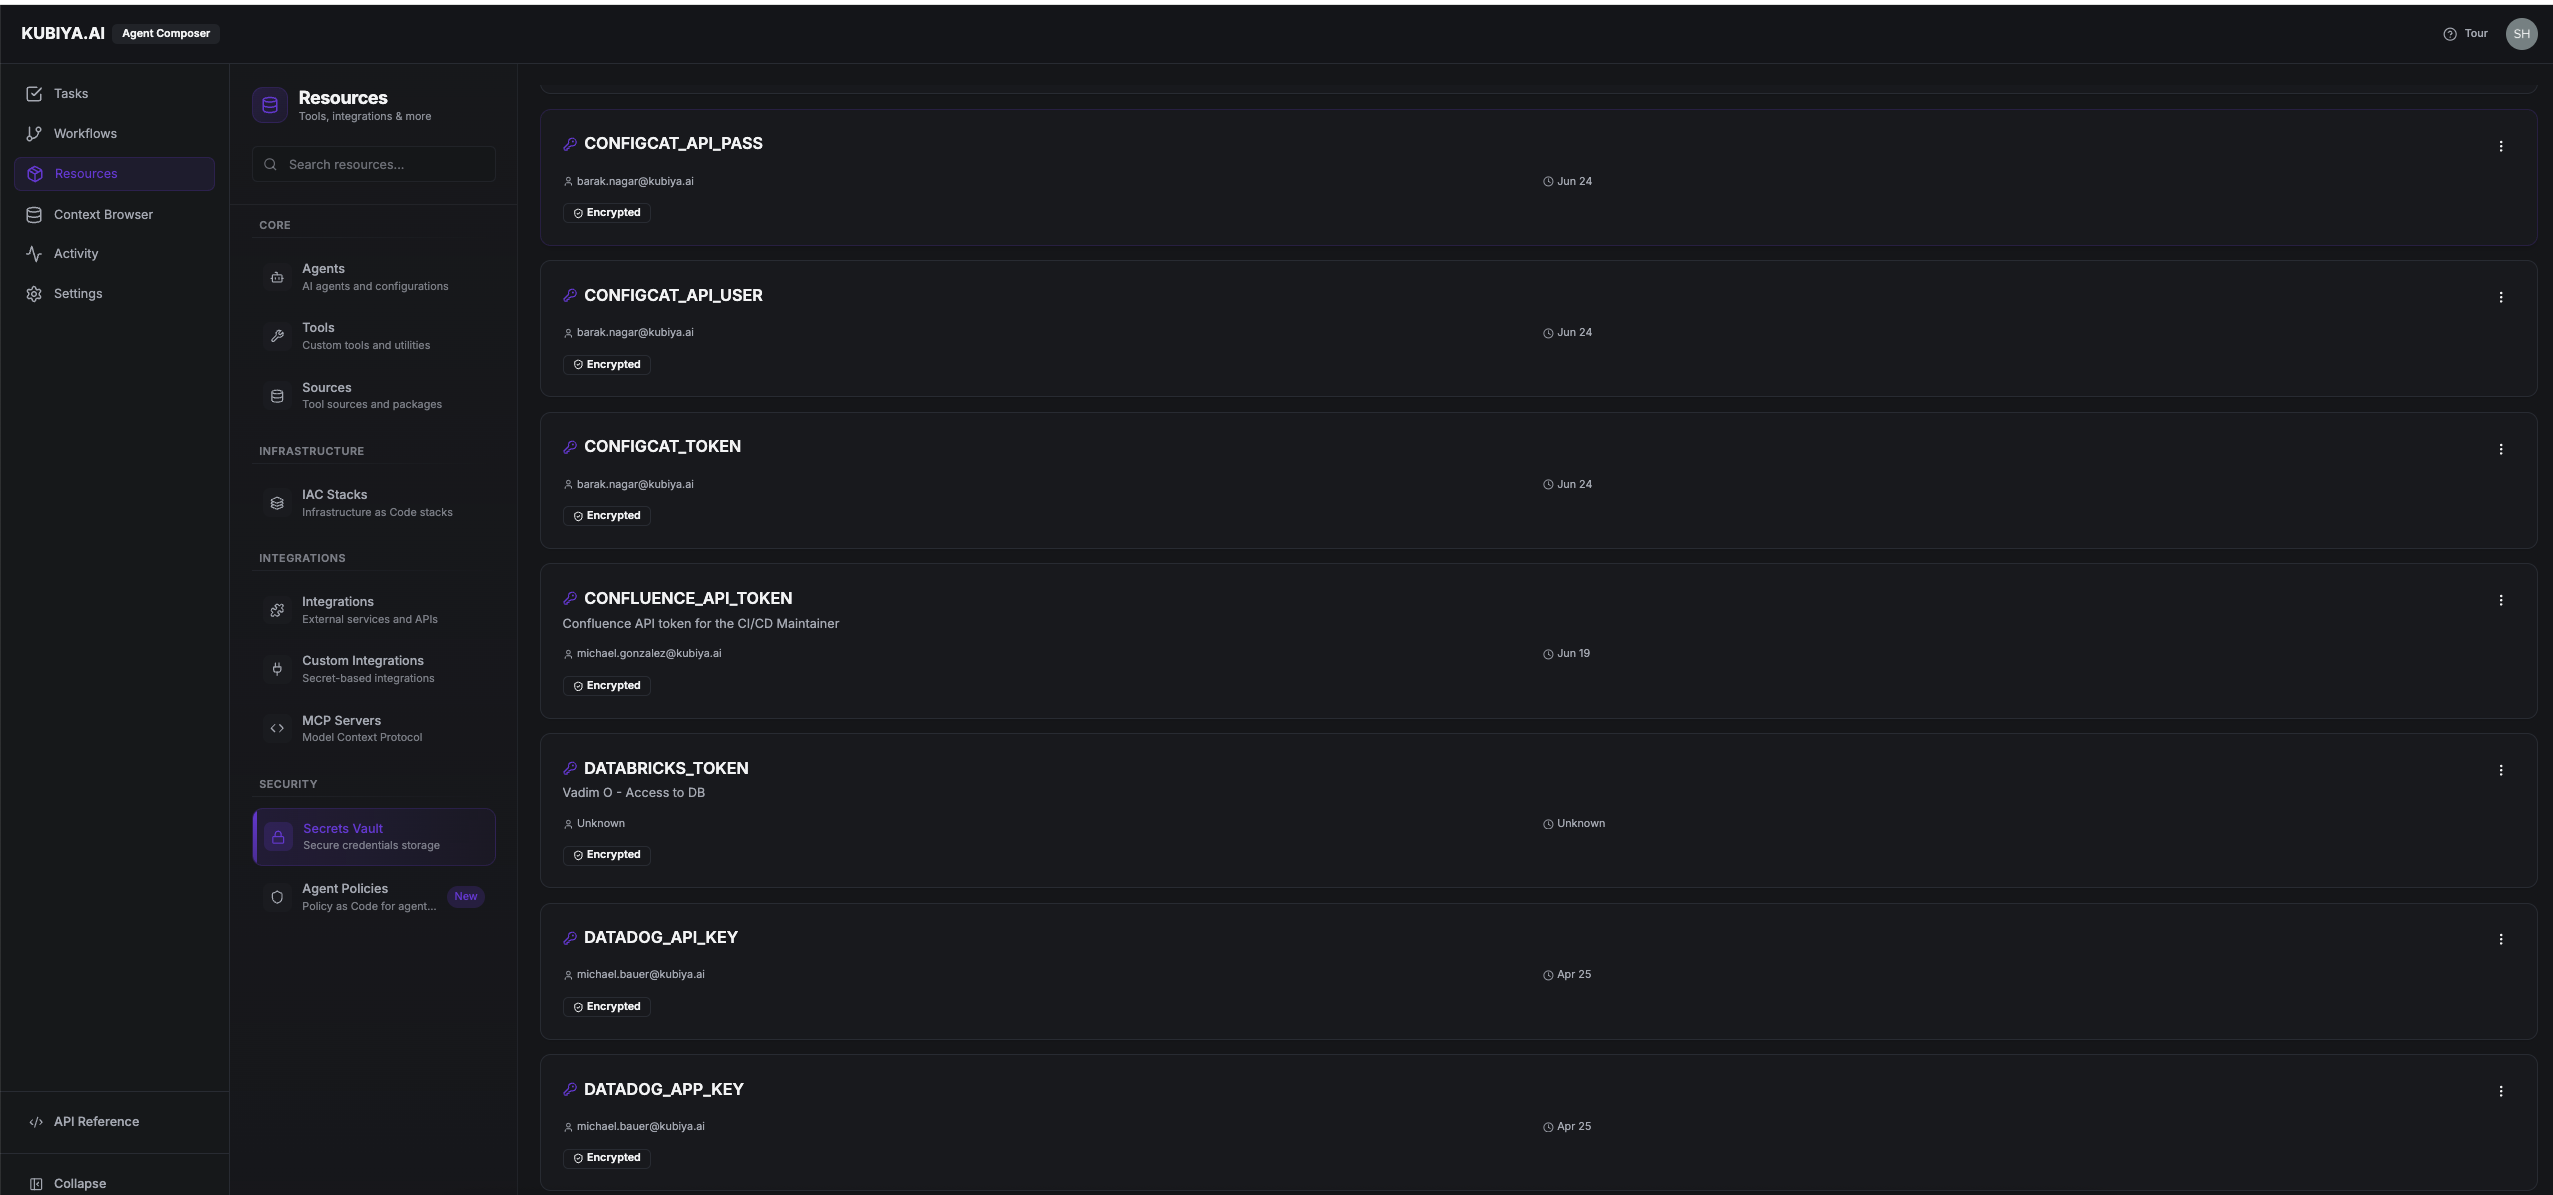 KUBIYA.AI
Agent Composer
Tour
SH
Tasks
Workflows
Resources
Context Browser
Activity
Settings
API Reference
Collapse
Resources
Tools, integrations & more
Search resources...
CORE
Agents
AI agents and configurations
Tools
Custom tools and utilities
Sources
Tool sources and packages
INFRASTRUCTURE
IAC Stacks
Infrastructure as Code stacks
INTEGRATIONS
Integrations
External services and APIs
Custom Integrations
Secret-based integrations
MCP Servers
Model Context Protocol
SECURITY
Secrets Vault
Secure credentials storage
Agent Policies
Policy as Code for agent...
New
CONFIGCAT_API_PASS
barak.nagar@kubiya.ai
Jun 24
Encrypted
CONFIGCAT_API_USER
barak.nagar@kubiya.ai
Jun 24
Encrypted
CONFIGCAT_TOKEN
barak.nagar@kubiya.ai
Jun 24
Encrypted
CONFLUENCE_API_TOKEN
Confluence API token for the CI/CD Maintainer
michael.gonzalez@kubiya.ai
Jun 19
Encrypted
DATABRICKS_TOKEN
Vadim O - Access to DB
Unknown
Unknown
Encrypted
DATADOG_API_KEY
michael.bauer@kubiya.ai
Apr 25
Encrypted
DATADOG_APP_KEY
michael.bauer@kubiya.ai
Apr 25
Encrypted